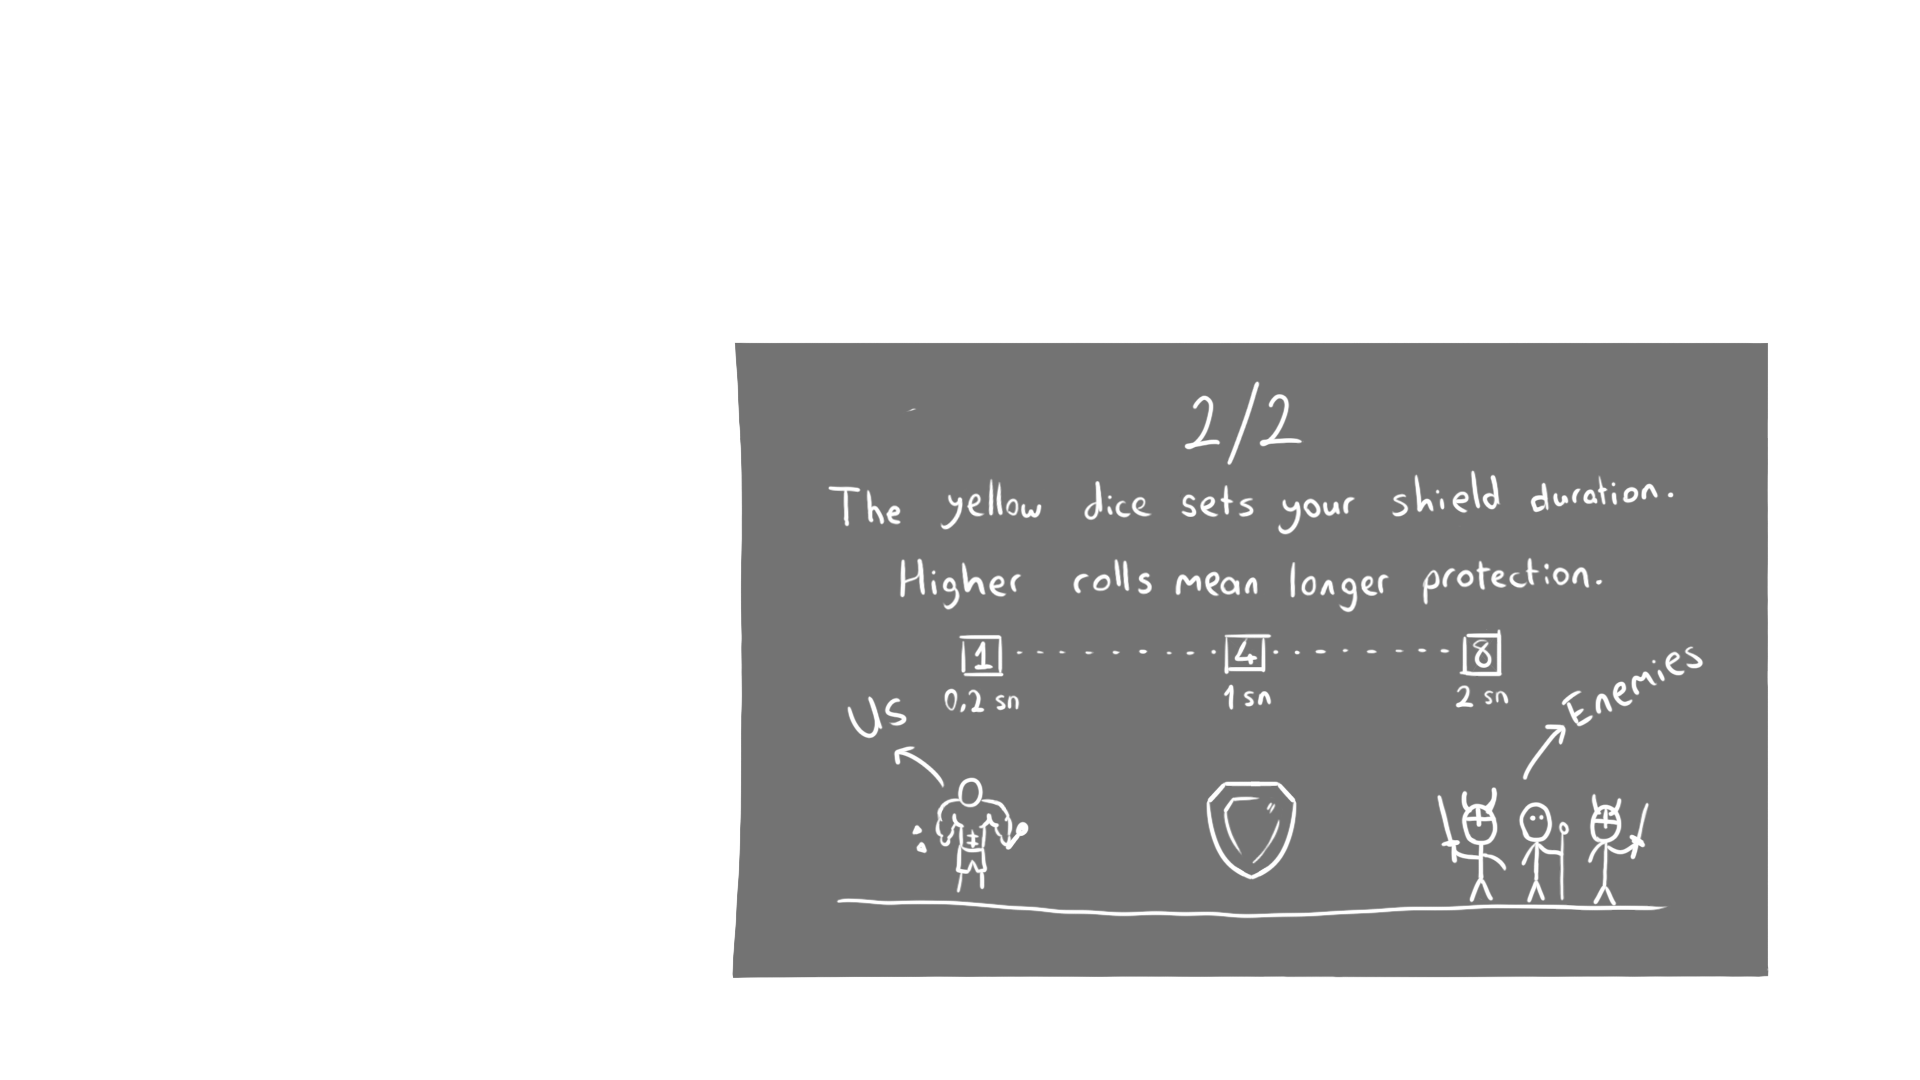 2/2
The yellow dice sets your shield duration.
Higher rolls mean longer protection.
1 4 8
0,2 sn 1 sn 2 sn
Us
Enemies